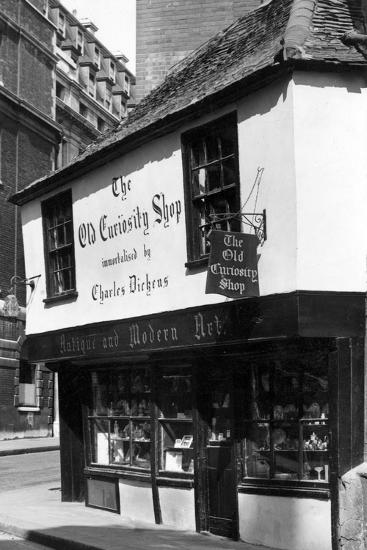 The
Old Curiosity Shop
immortalised by
Charles Dickens
The
Old
Curiosity
Shop
Antique and Modern Art.